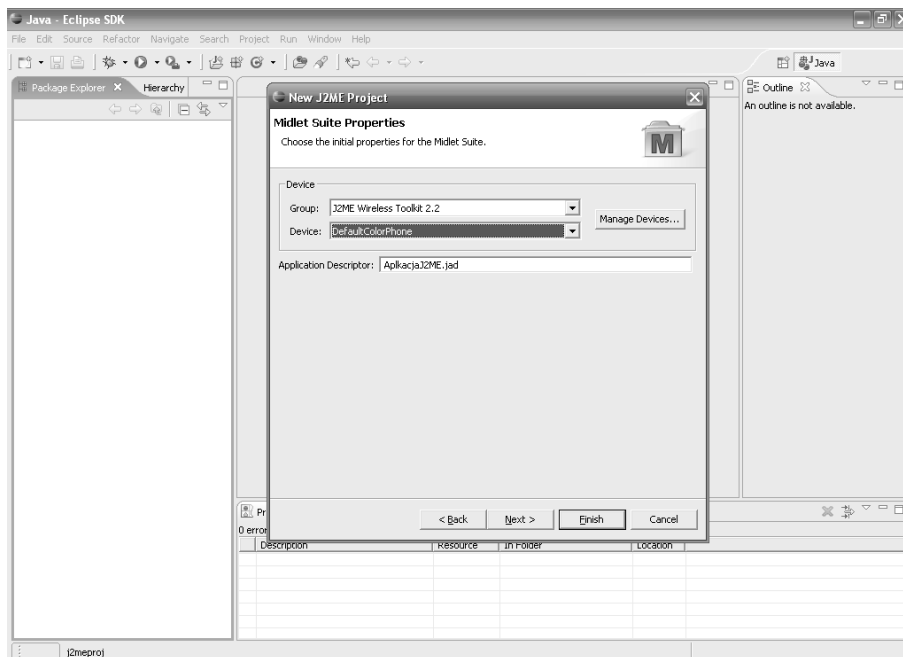 Java - Eclipse SDK
File Edit Source Refactor Navigate Search Project Run Window Help
Java
Package Explorer Hierarchy
Outline
An outline is not available.
New J2ME Project
Midlet Suite Properties
Choose the initial properties for the Midlet Suite.
M
Device
Group: J2ME Wireless Toolkit 2.2
Manage Devices...
Device: DefaultColorPhone
Application Descriptor: AplkacjaJ2ME.jad
< Back Next > Finish Cancel
Pr
0 error
Description Resource In Folder Location
j2meproj